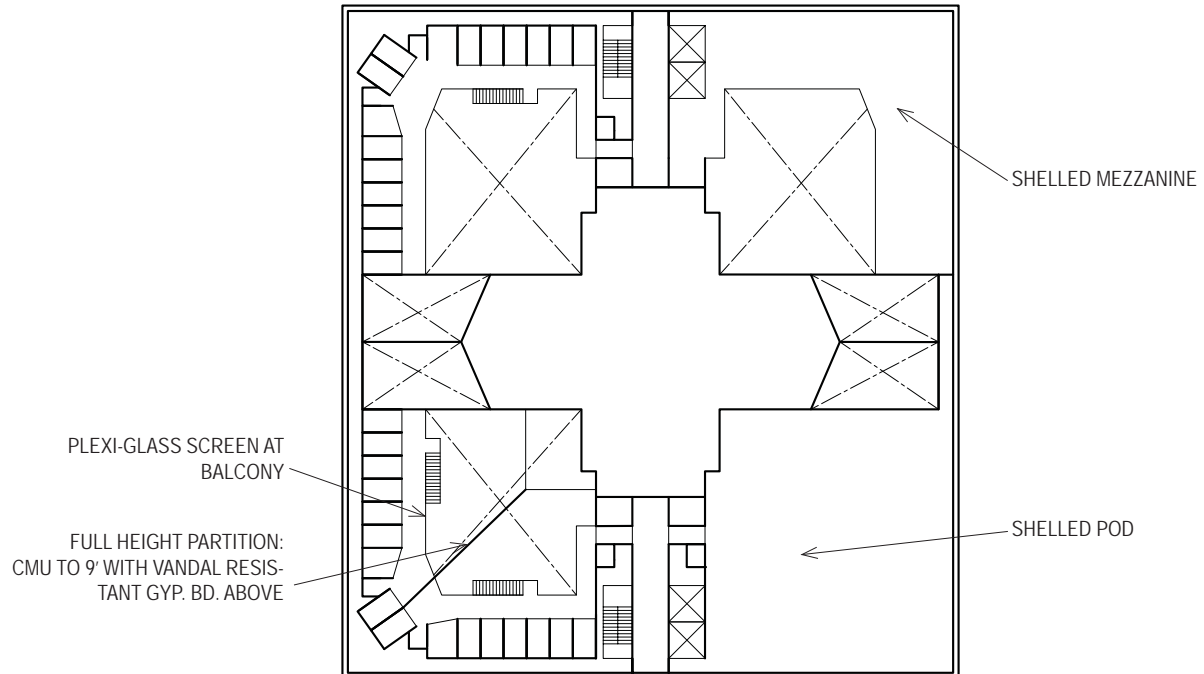 SHELLED MEZZANINE
PLEXI-GLASS SCREEN AT
BALCONY
FULL HEIGHT PARTITION:
CMU TO 9' WITH VANDAL RESIS-
TANT GYP. BD. ABOVE
SHELLED POD